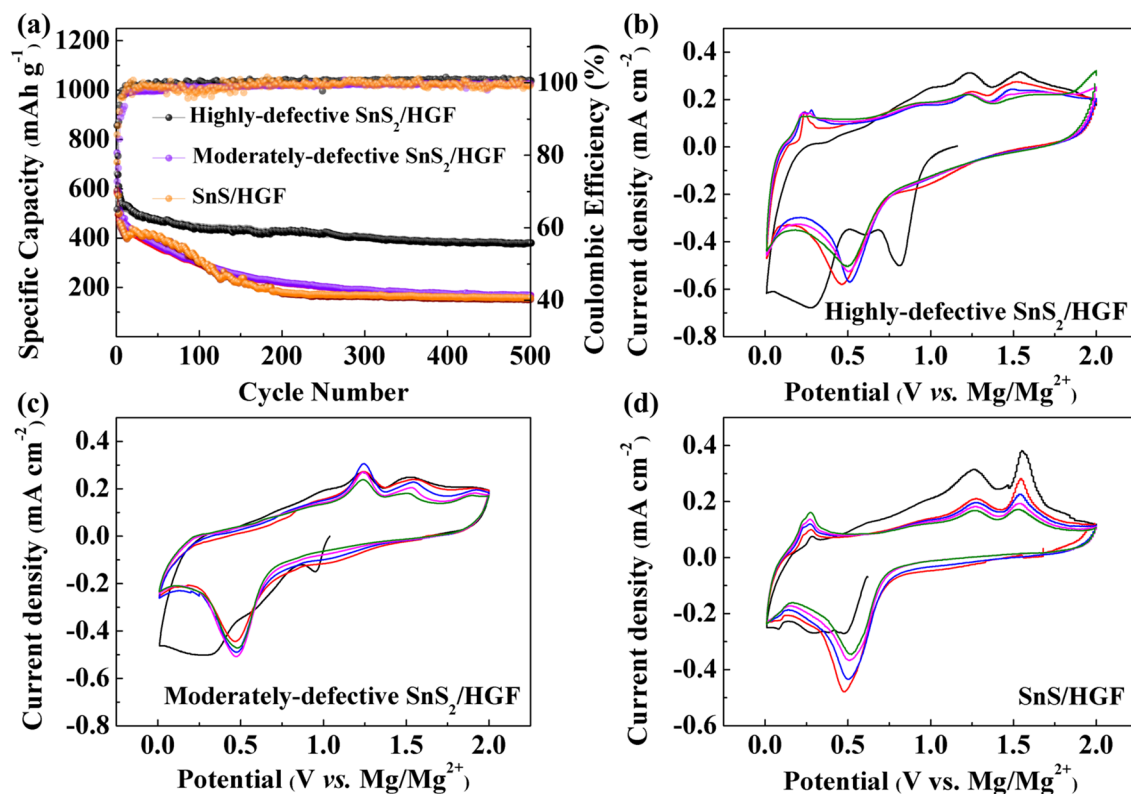 (a)
Specific Capacity (mAh g⁻¹)
1200
1000
800
600
400
200
Highly-defective SnS₂/HGF
Moderately-defective SnS₂/HGF
SnS/HGF
100
80
60
40
Coulombic Efficiency (%)
0 100 200 300 400 500
Cycle Number
(b)
Current density (mA cm⁻²)
0.4
0.2
0.0
-0.2
-0.4
-0.6
-0.8
Highly-defective SnS₂/HGF
0.0 0.5 1.0 1.5 2.0
Potential (V vs. Mg/Mg²⁺)
(c)
Current density (mA cm⁻²)
0.4
0.2
0.0
-0.2
-0.4
-0.6
-0.8
Moderately-defective SnS₂/HGF
0.0 0.5 1.0 1.5 2.0
Potential (V vs. Mg/Mg²⁺)
(d)
Current density (mA cm⁻²)
0.4
0.2
0.0
-0.2
-0.4
-0.6
SnS/HGF
0.0 0.5 1.0 1.5 2.0
Potential (V vs. Mg/Mg²⁺)